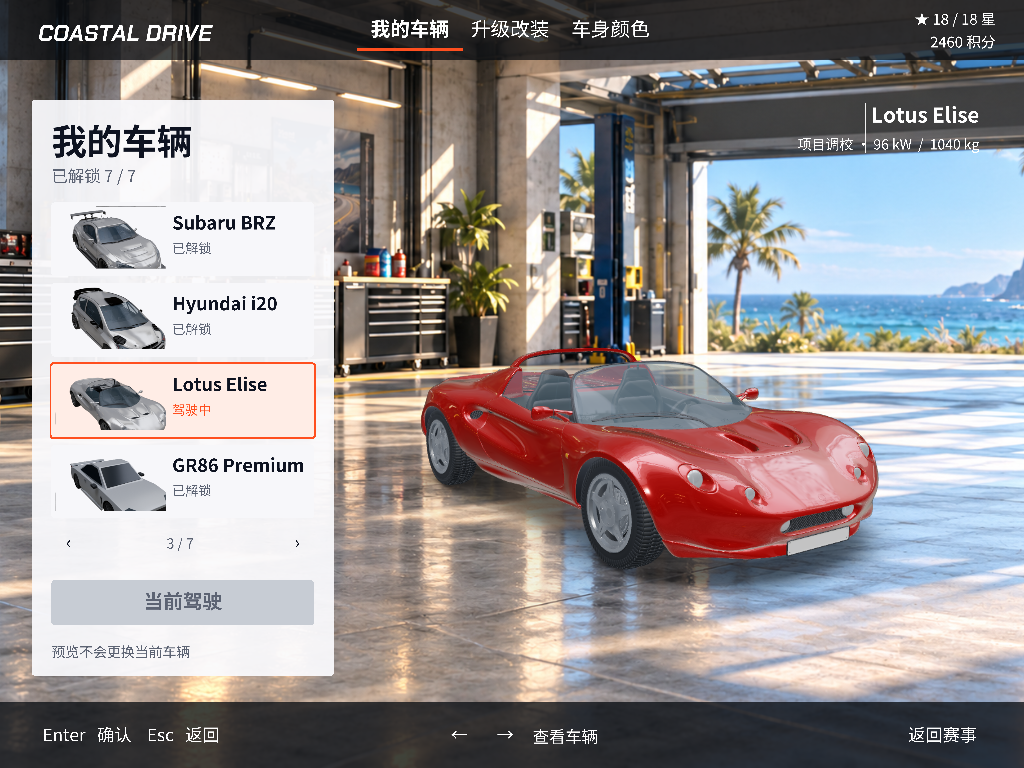 COASTAL DRIVE
我的车辆 升级改装 车身颜色
★ 18 / 18 星
2460 积分
Lotus Elise
项目调校 · 96 kW / 1040 kg
我的车辆
已解锁 7 / 7
Subaru BRZ
已解锁
Hyundai i20
已解锁
Lotus Elise
驾驶中
GR86 Premium
已解锁
‹ 3 / 7 ›
当前驾驶
预览不会更换当前车辆
Enter 确认 Esc 返回
← → 查看车辆
返回赛事